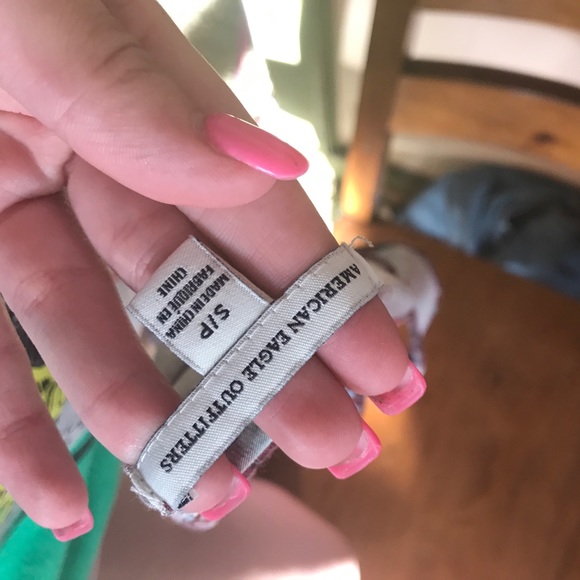 AMERICAN EAGLE OUTFITTERS
S/P
MADE IN CHINA
FABRIQUÉ EN
CHINE